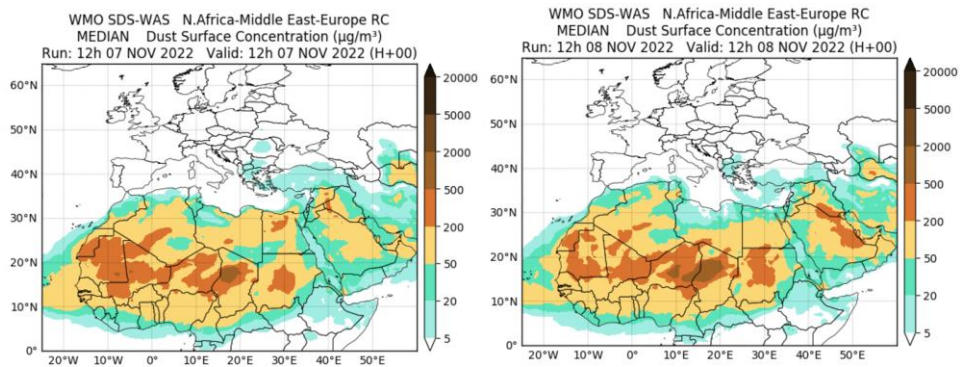 WMO SDS-WAS N.Africa-Middle East-Europe RC
MEDIAN Dust Surface Concentration (µg/m³)
Run: 12h 07 NOV 2022 Valid: 12h 07 NOV 2022 (H+00)
60°N
50°N
40°N
30°N
20°N
10°N
0°
20°W
10°W
0°
10°E
20°E
30°E
40°E
50°E
20000
5000
2000
500
200
50
20
5
WMO SDS-WAS N.Africa-Middle East-Europe RC
MEDIAN Dust Surface Concentration (µg/m³)
Run: 12h 08 NOV 2022 Valid: 12h 08 NOV 2022 (H+00)
60°N
50°N
40°N
30°N
20°N
10°N
0°
20°W
10°W
0°
10°E
20°E
30°E
40°E
50°E
20000
5000
2000
500
200
50
20
5